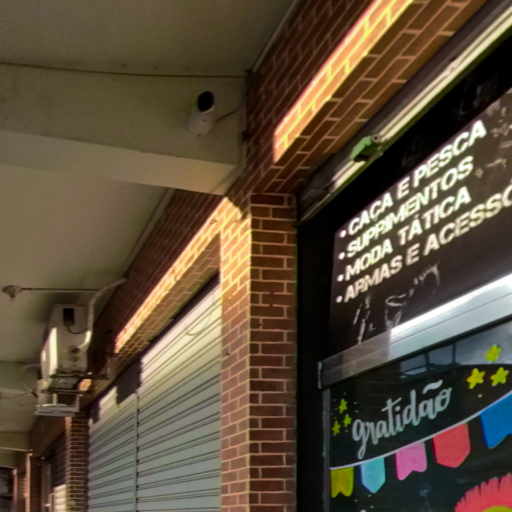 • CAÇA E PESCA
• SUPRIMENTOS
• MODA TÁTICA
• ARMAS E ACESSÓ
gratidão